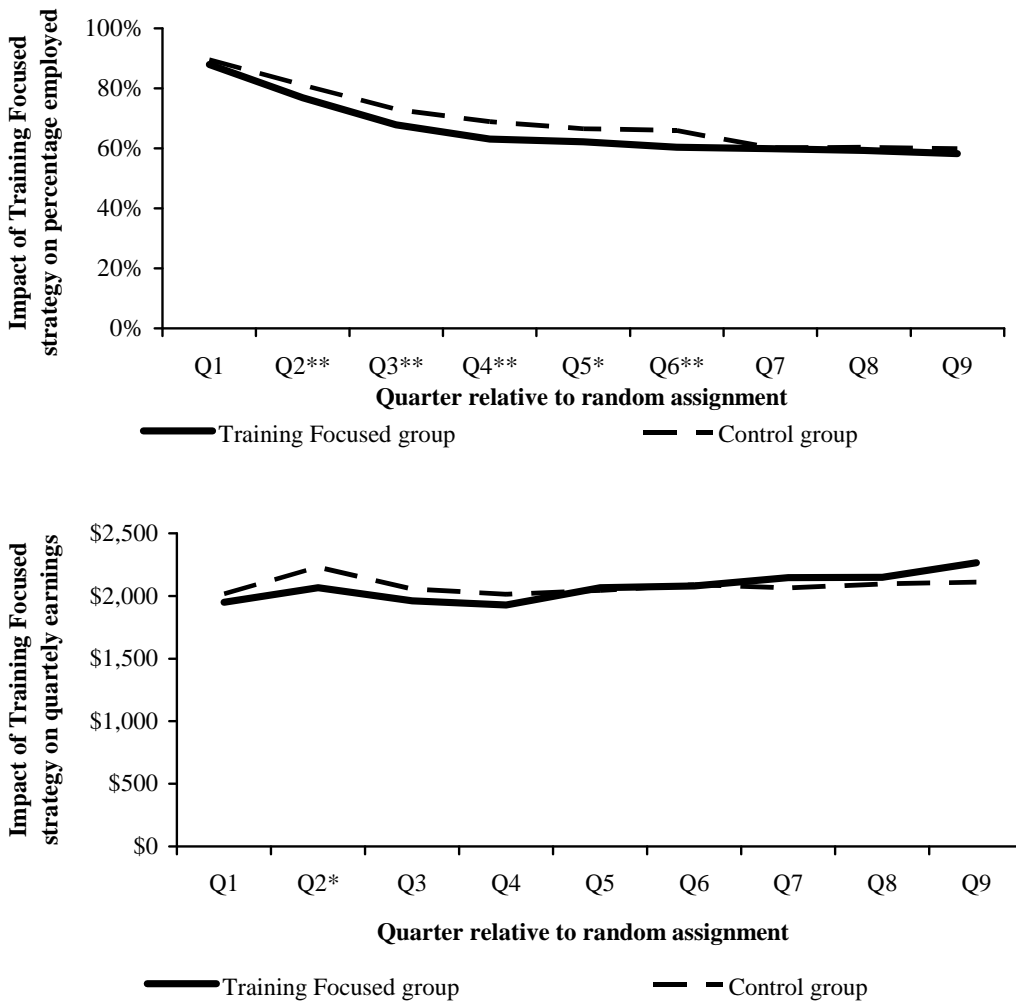 Impact of Training Focused
strategy on percentage employed
100%
80%
60%
40%
20%
0%
Q1 Q2** Q3** Q4** Q5* Q6** Q7 Q8 Q9
Quarter relative to random assignment
Training Focused group Control group
Impact of Training Focused
strategy on quartely earnings
$2,500
$2,000
$1,500
$1,000
$500
$0
Q1 Q2* Q3 Q4 Q5 Q6 Q7 Q8 Q9
Quarter relative to random assignment
Training Focused group Control group